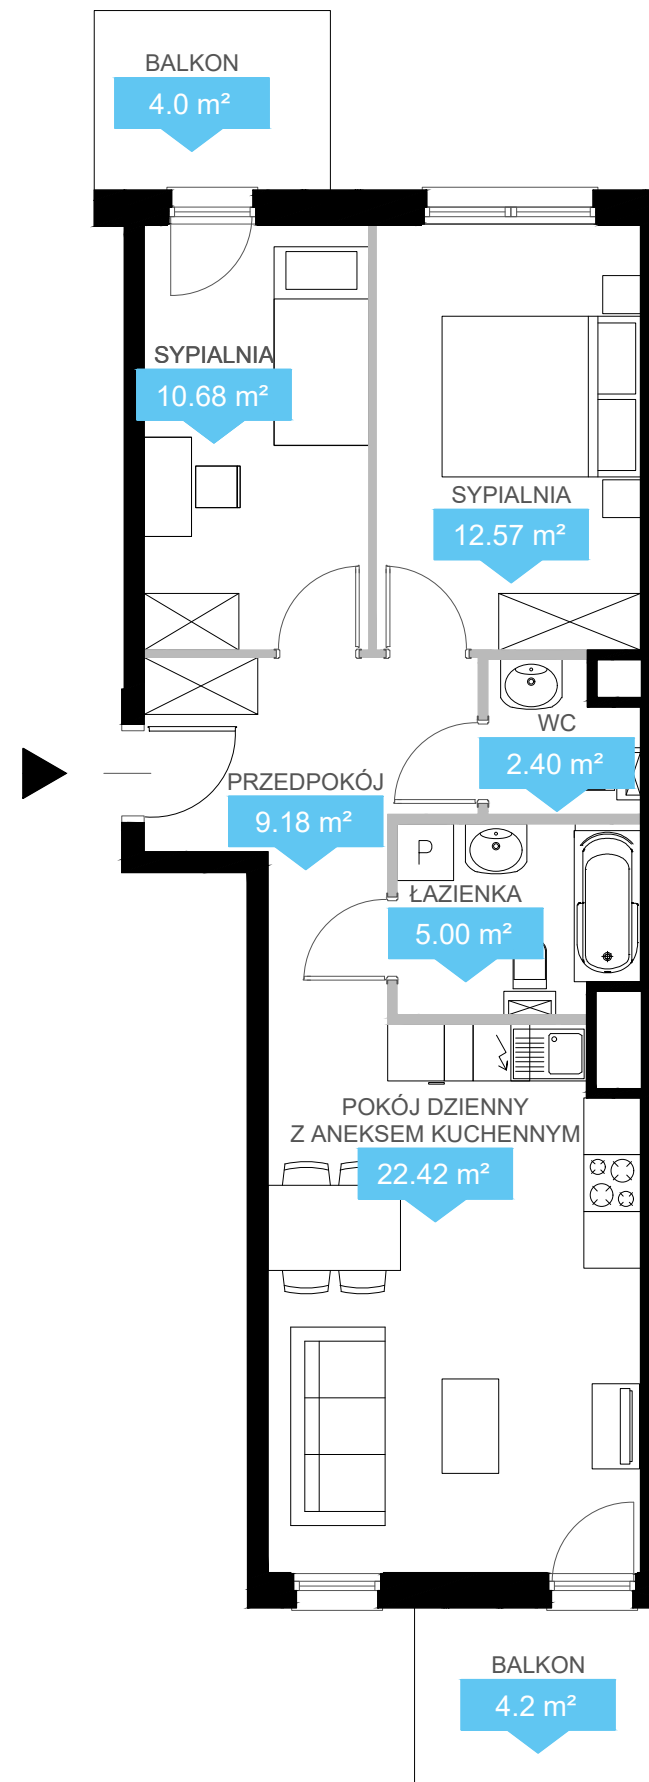 BALKON
4.0 m²
SYPIALNIA
10.68 m²
SYPIALNIA
12.57 m²
WC
2.40 m²
PRZEDPOKÓJ
9.18 m²
P
ŁAZIENKA
5.00 m²
POKÓJ DZIENNY
Z ANEKSEM KUCHENNYM
22.42 m²
BALKON
4.2 m²